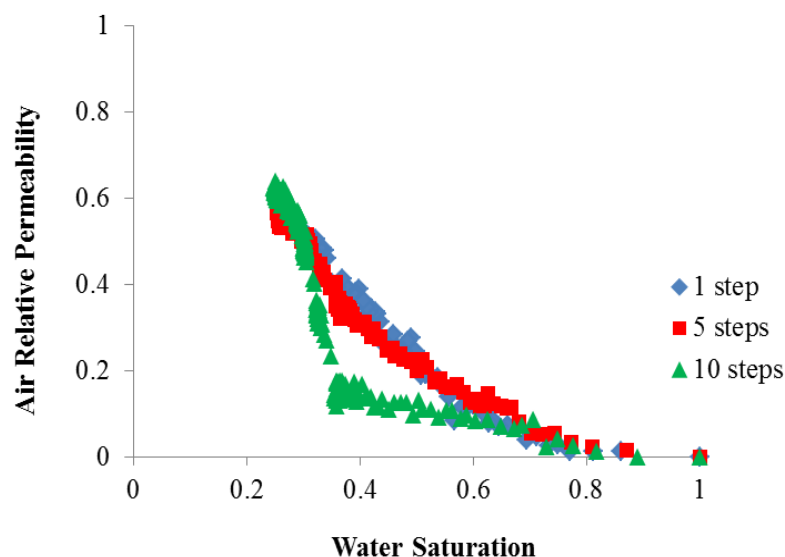 1
0.8
0.6
0.4
0.2
0
Air Relative Permeability
0 0.2 0.4 0.6 0.8 1
Water Saturation
1 step
5 steps
10 steps